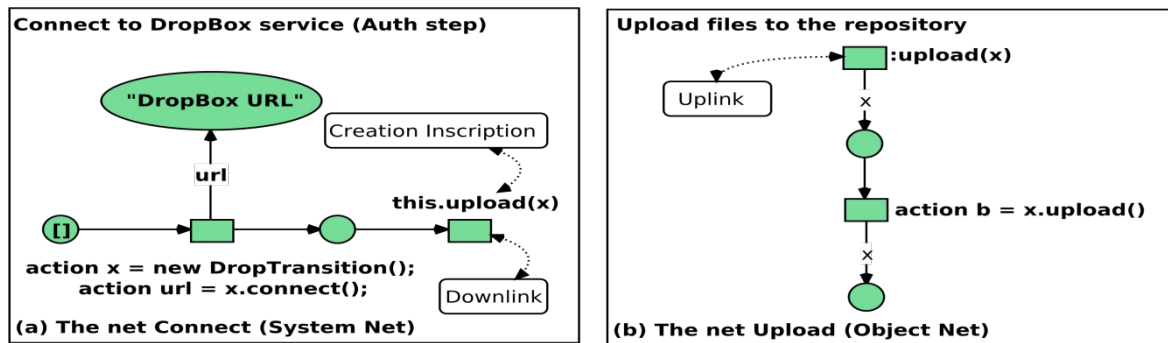 Connect to DropBox service (Auth step)
"DropBox URL"
Creation Inscription
url
this.upload(x)
[]
action x = new DropTransition();
action url = x.connect();
Downlink
(a) The net Connect (System Net)
Upload files to the repository
:upload(x)
Uplink
x
action b = x.upload()
x
(b) The net Upload (Object Net)